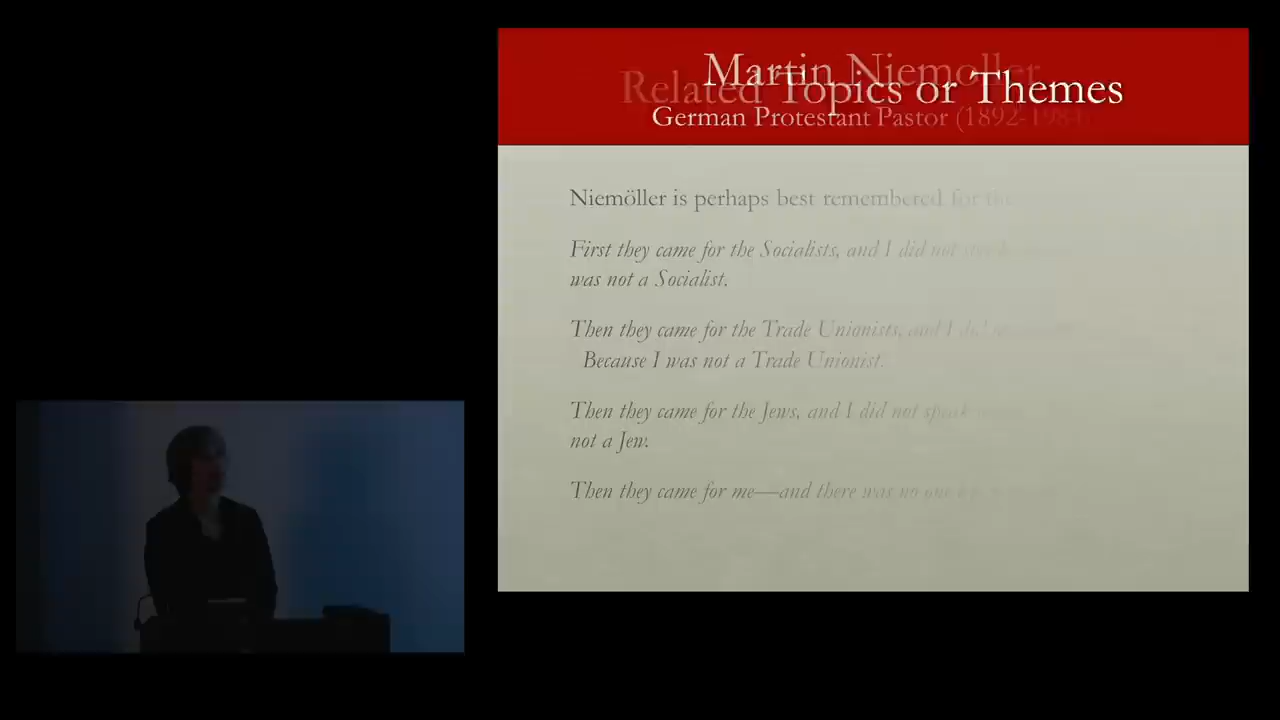 Martin Niemoller
Related Topics or Themes
German Protestant Pastor (1892-1984)
Niemöller is perhaps best remembered for the
First they came for the Socialists, and I did not
was not a Socialist.
Then they came for the Trade Unionists, and I did
Because I was not a Trade Unionist.
Then they came for the Jews, and I did not speak
not a Jew.
Then they came for me—and there was no one